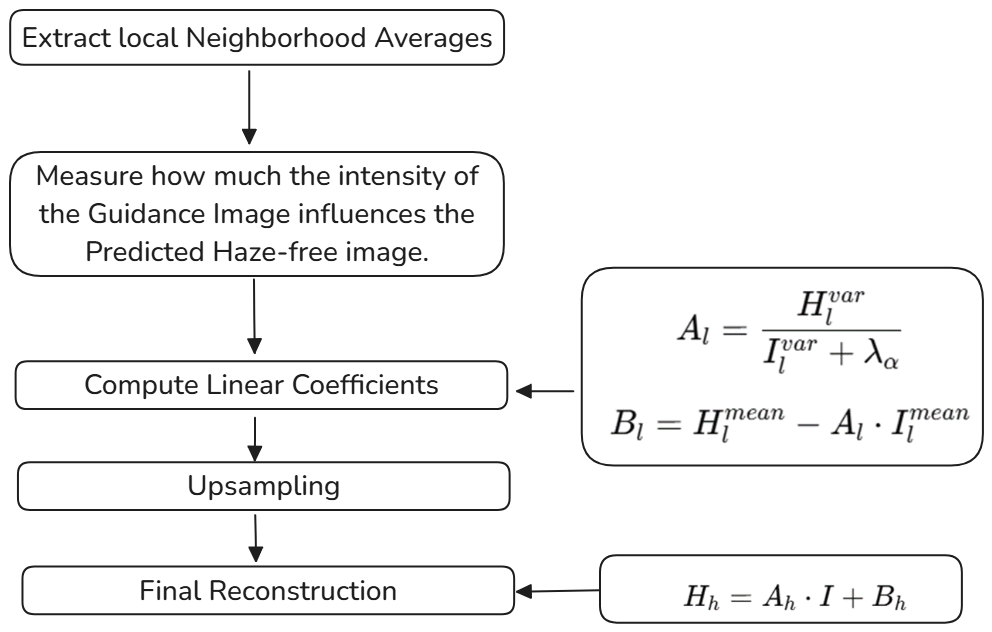 Extract local Neighborhood Averages
Measure how much the intensity of
the Guidance Image influences the
Predicted Haze-free image.
Compute Linear Coefficients
A_l = \frac{H_l^{var}}{I_l^{var} + λ_α}
B_l = H_l^{mean} − A_l · I_l^{mean}
Upsampling
Final Reconstruction
H_h = A_h · I + B_h